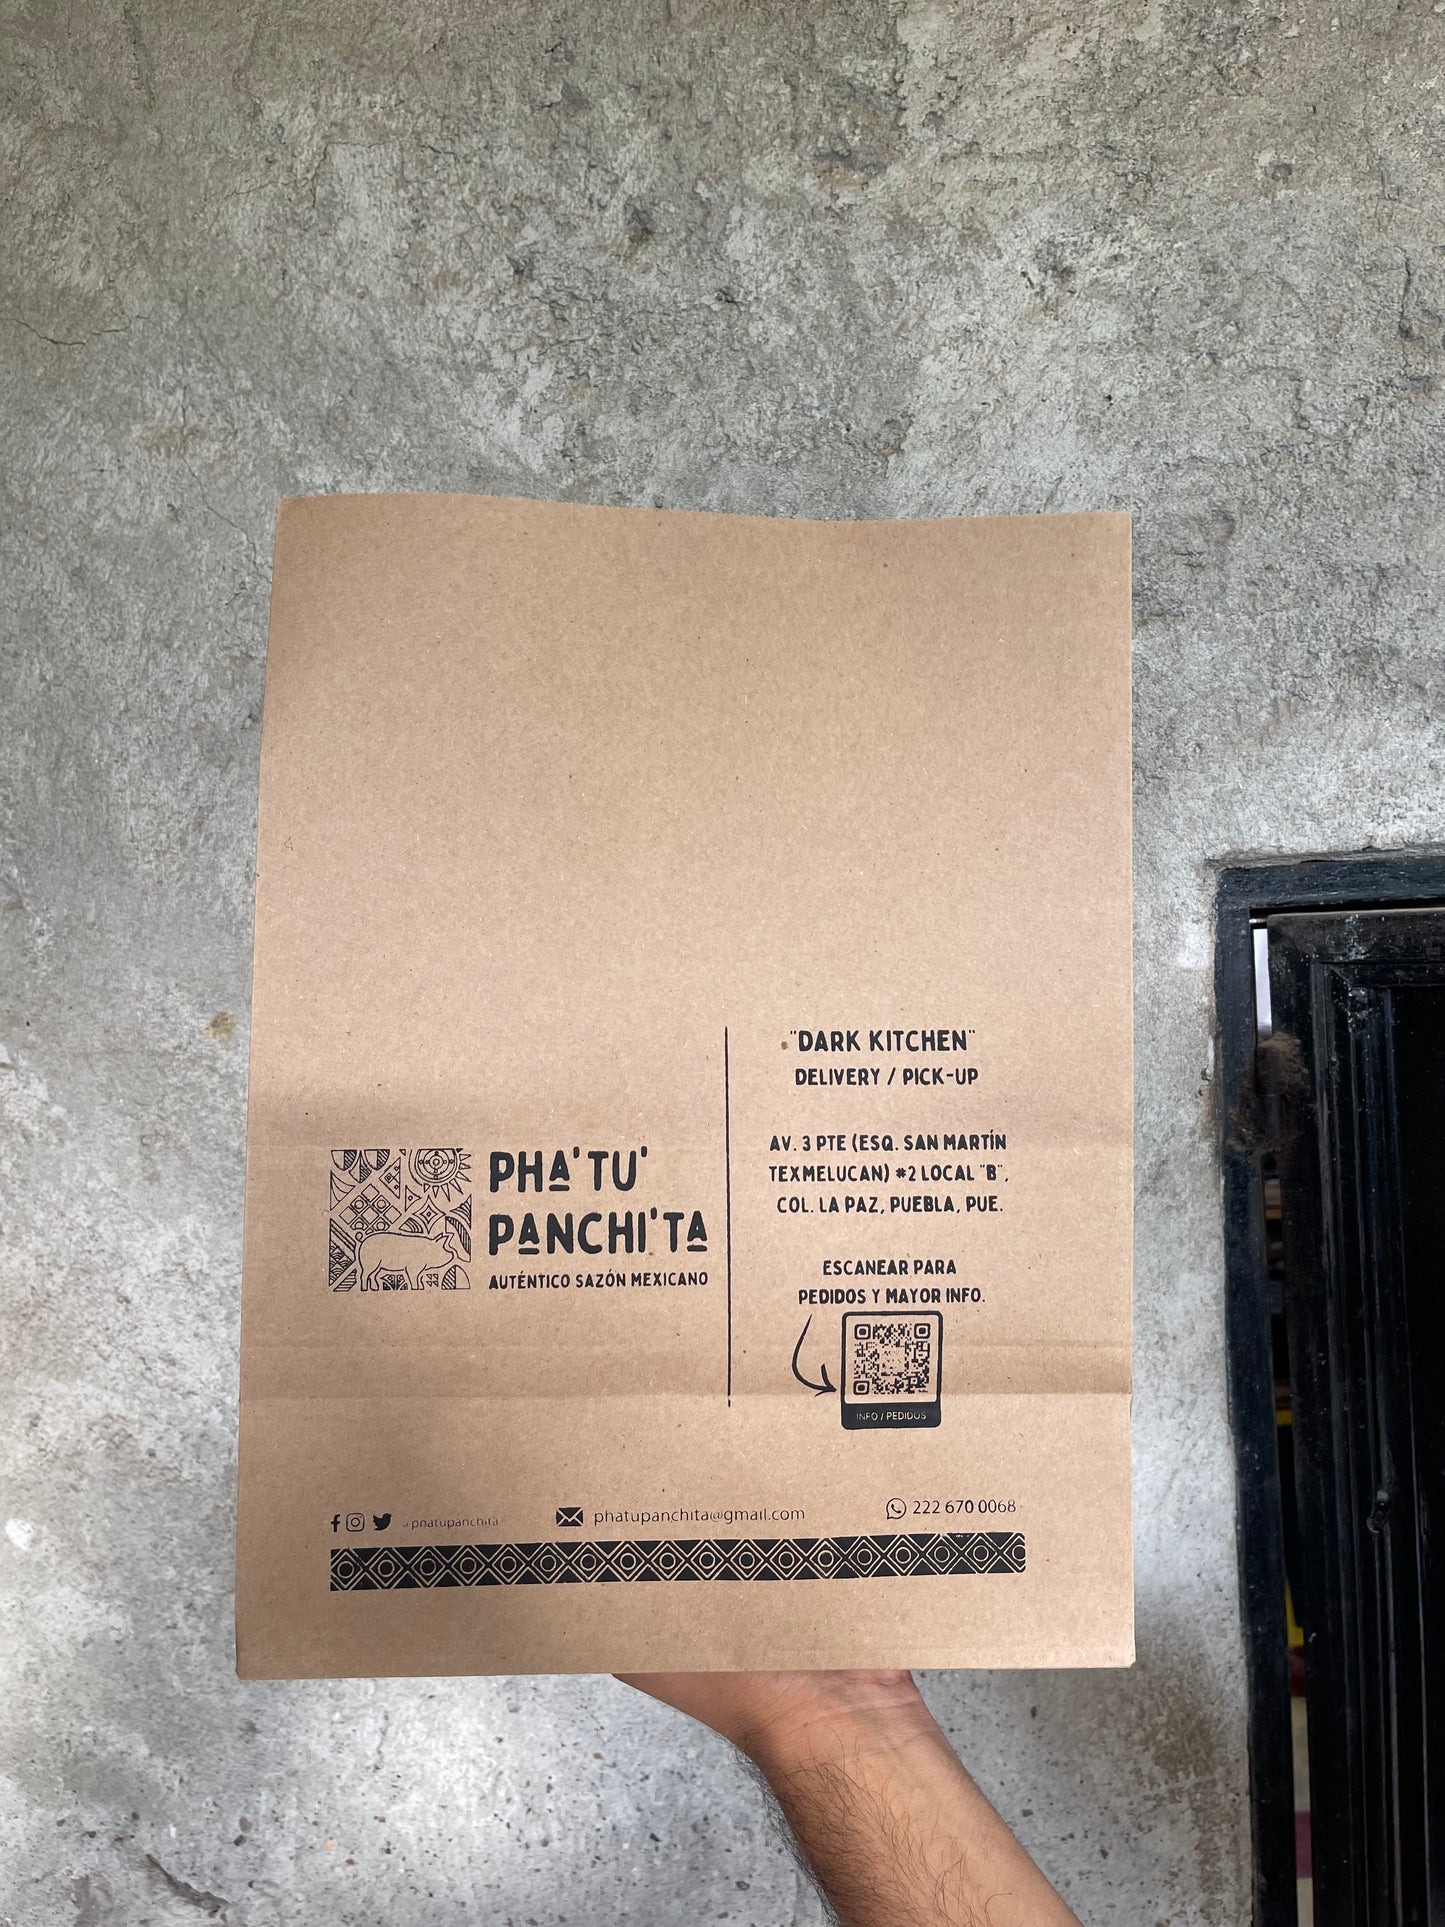 PHA'TU'
PANCHI'TA
AUTÉNTICO SAZÓN MEXICANO
"DARK KITCHEN"
DELIVERY / PICK-UP
AV. 3 PTE (ESQ. SAN MARTÍN
TEXMELUCAN) #2 LOCAL "B",
COL. LA PAZ, PUEBLA, PUE.
ESCANEAR PARA
PEDIDOS Y MAYOR INFO.
INFO / PEDIDOS
@phatupanchita
phatupanchita@gmail.com
222 670 0068